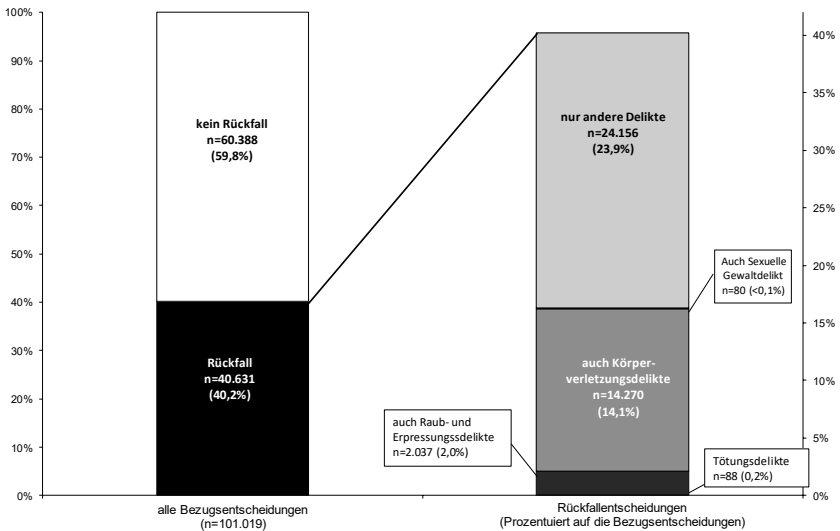 100%
90%
80%
70%
60%
50%
40%
30%
20%
10%
0%
kein Rückfall
n=60.388
(59,8%)
Rückfall
n=40.631
(40,2%)
alle Bezugsentscheidungen
(n=101.019)
nur andere Delikte
n=24.156
(23,9%)
auch Körper-
verletzungsdelikte
n=14.270
(14,1%)
auch Raub- und
Erpressungssdelikte
n=2.037 (2,0%)
Auch Sexuelle
Gewaltdelikt
n=80 (<0,1%)
Tötungsdelikte
n=88 (0,2%)
Rückfallentscheidungen
(Prozentuiert auf die Bezugsentscheidungen)
40%
35%
30%
25%
20%
15%
10%
5%
0%